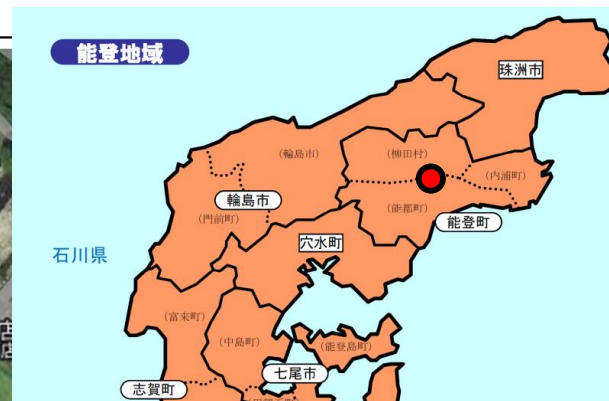 能登地域
珠洲市
(輪島市)
(柳田村)
(内浦町)
輪島市
(能都町)
(門前町)
能登町
穴水町
石川県
(富来町)
(中島町)
(能登島町)
七尾市
志賀町
店